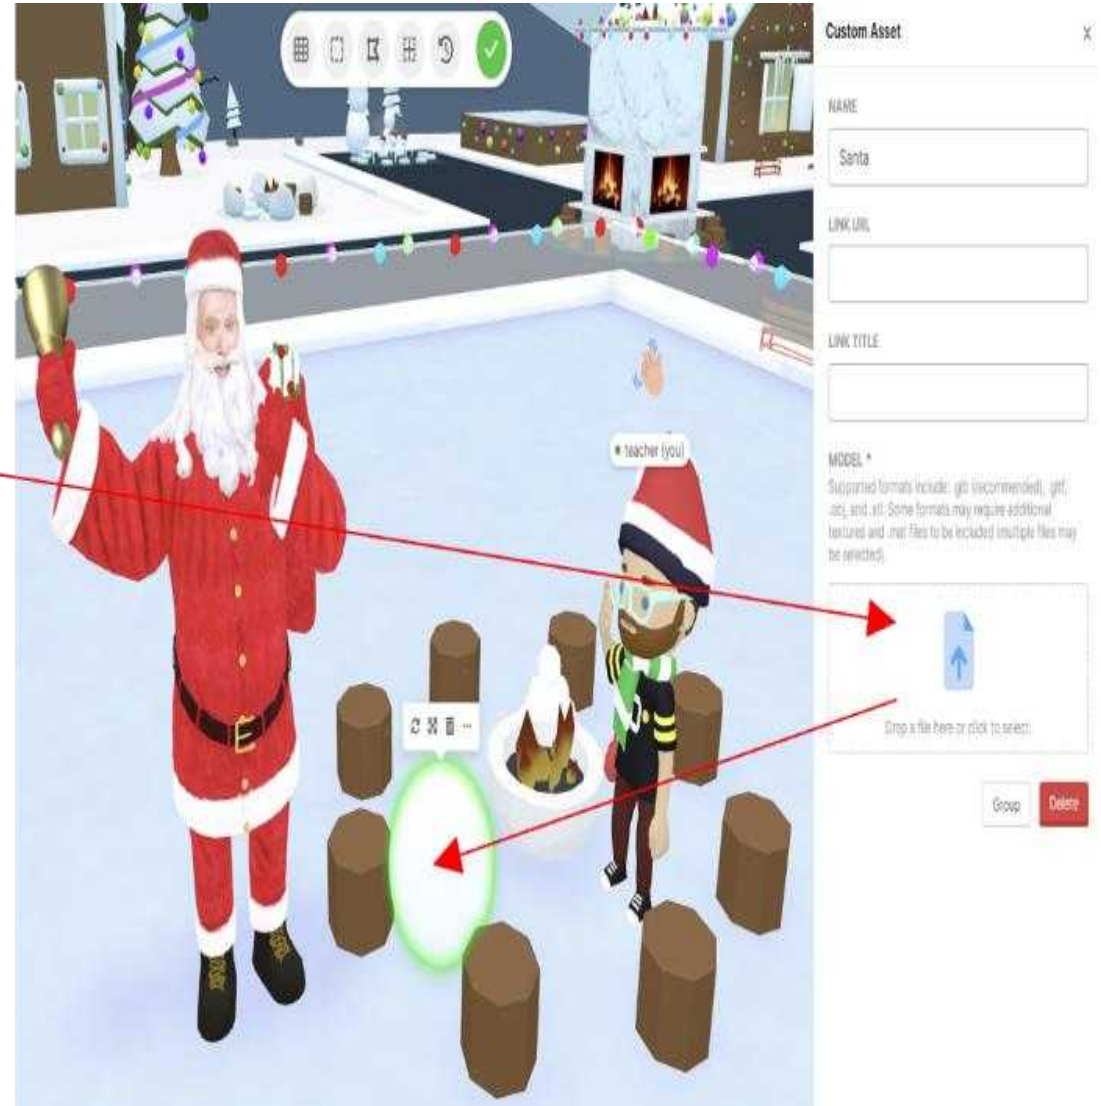 Custom Asset
NAME
Santa
LINK URL
LINK TITLE
teacher (you)
MODEL *
Supported formats include: .glb (recommended), .gltf,
.obj, and .stl. Some formats may require additional
textures and .mat files to be included (multiple files may
be selected).
Drop a file here or click to select.
Group
Delete